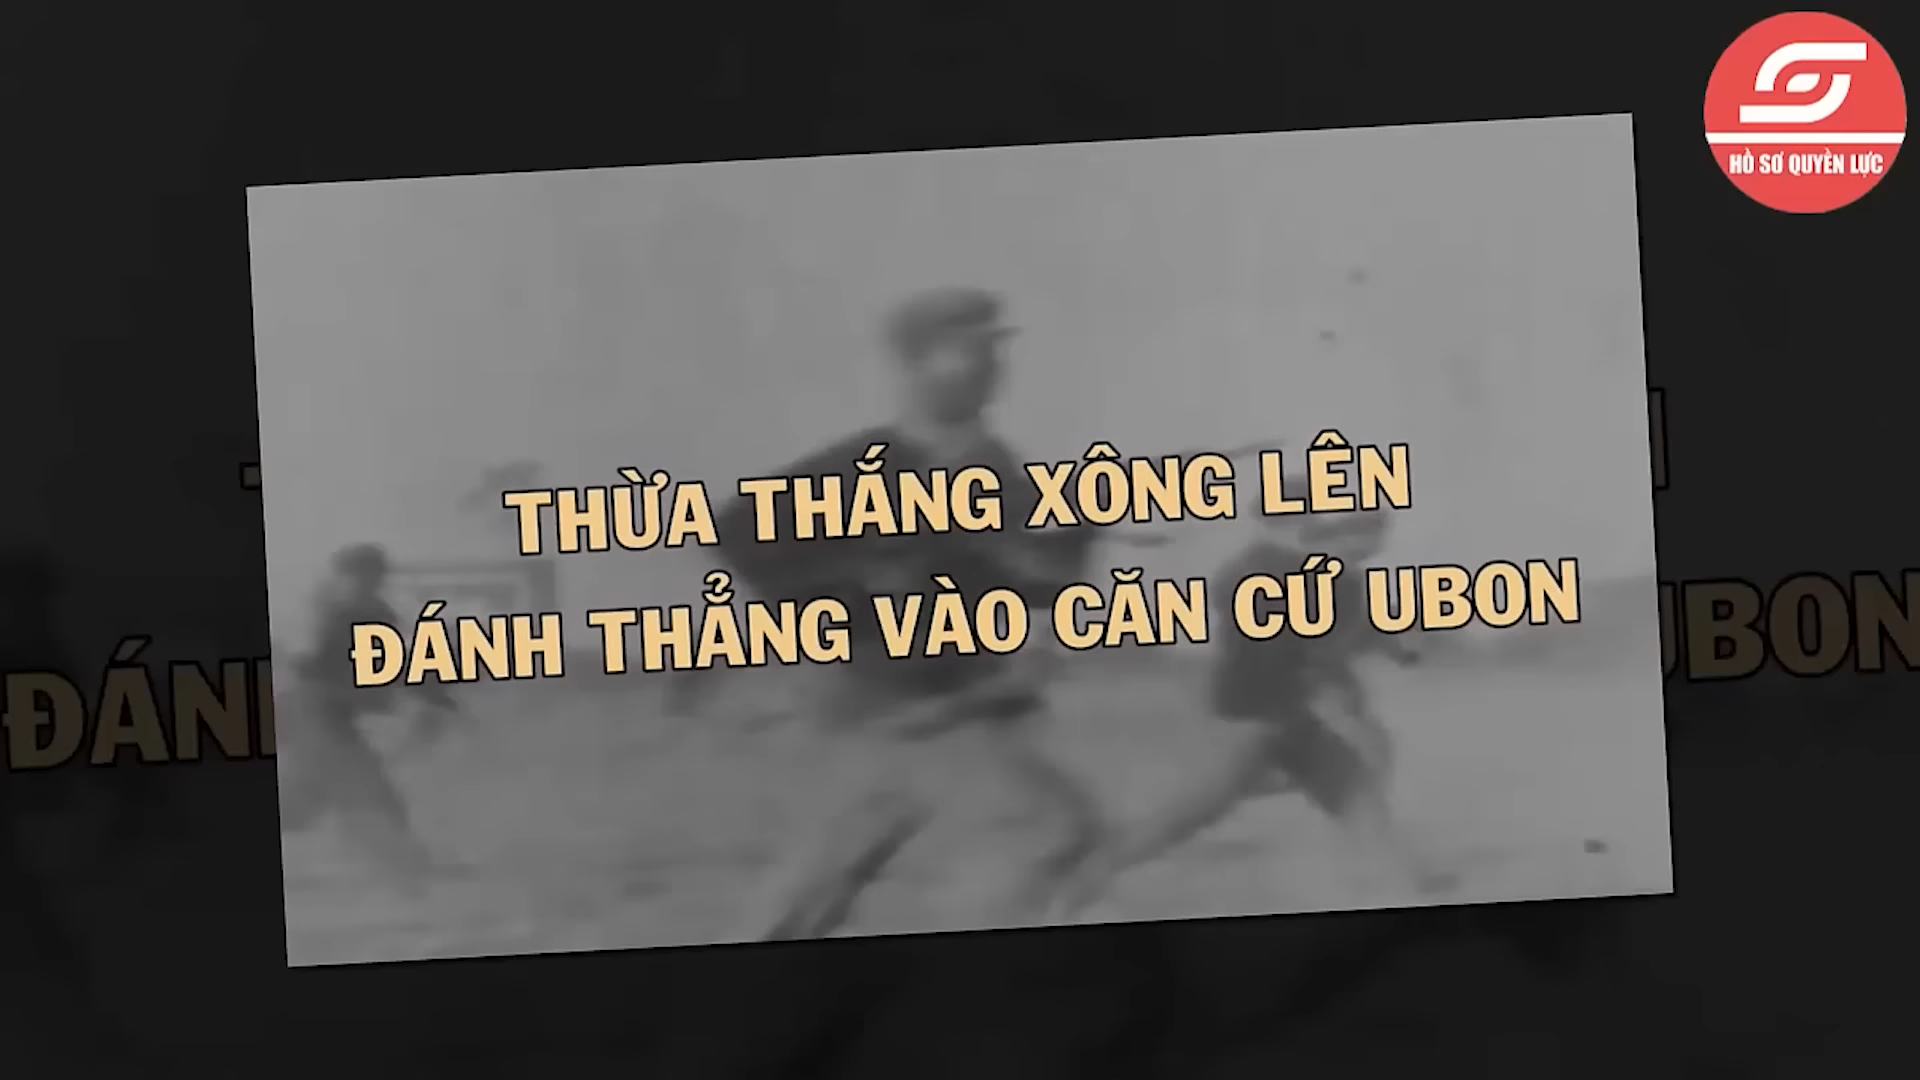 HỒ SƠ QUYỀN LỰC
THỪA THẮNG XÔNG LÊN
ĐÁNH THẲNG VÀO CĂN CỨ UBON